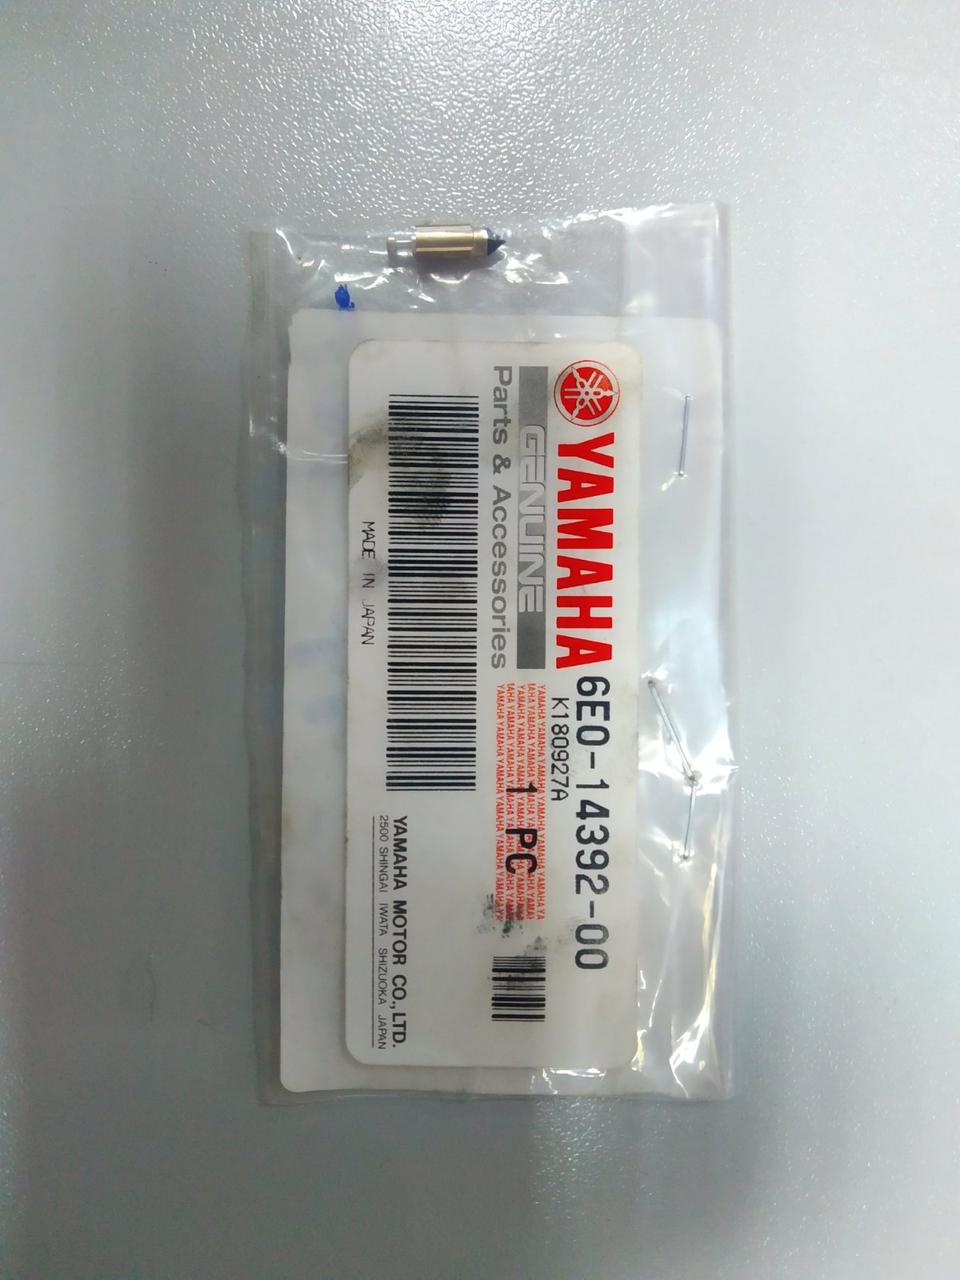 YAMAHA
GENUINE
Parts & Accessories
6E0-14392-00
K180927A
1 PC
MADE IN JAPAN
YAMAHA MOTOR CO., LTD.
2500 SHINGAI IWATA SHIZUOKA JAPAN